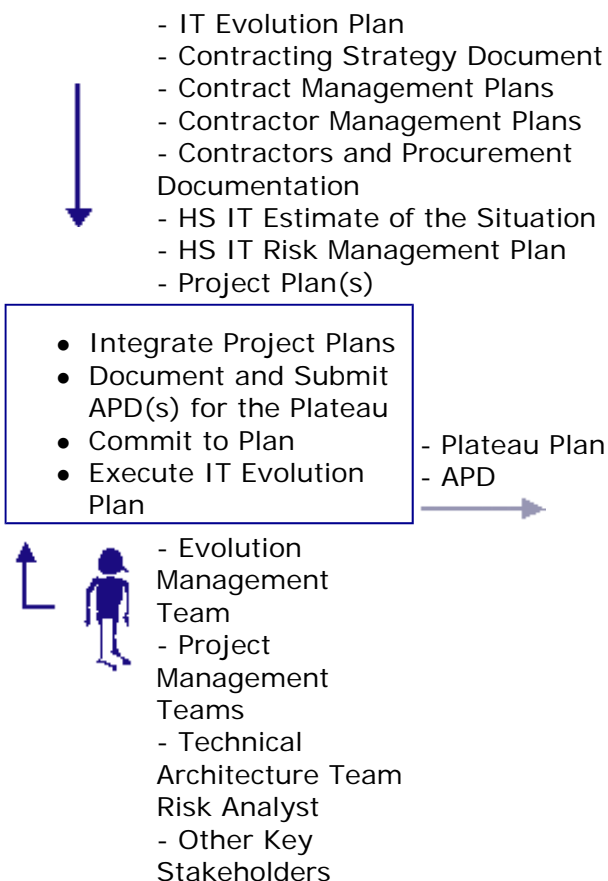 - IT Evolution Plan
- Contracting Strategy Document
- Contract Management Plans
- Contractor Management Plans
- Contractors and Procurement
Documentation
- HS IT Estimate of the Situation
- HS IT Risk Management Plan
- Project Plan(s)
● Integrate Project Plans
● Document and Submit
APD(s) for the Plateau
● Commit to Plan
● Execute IT Evolution
Plan
- Plateau Plan
- APD
- Evolution
Management
Team
- Project
Management
Teams
- Technical
Architecture Team
Risk Analyst
- Other Key
Stakeholders